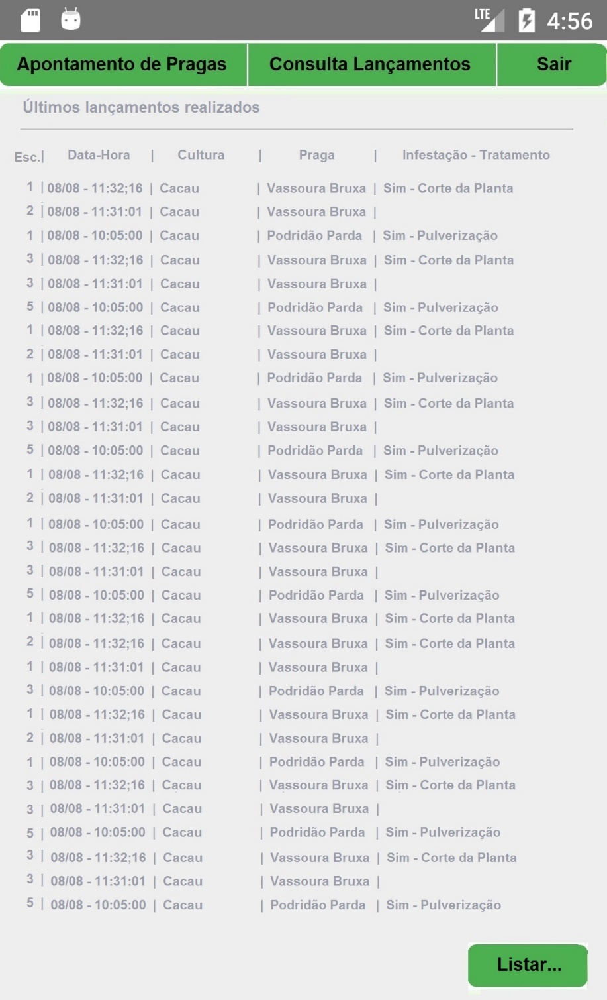 LTE 4:56
Apontamento de Pragas Consulta Lançamentos Sair
Últimos lançamentos realizados
Esc.| Data-Hora | Cultura | Praga | Infestação - Tratamento
1 | 08/08 - 11:32;16 | Cacau | Vassoura Bruxa | Sim - Corte da Planta
2 | 08/08 - 11:31:01 | Cacau | Vassoura Bruxa |
1 | 08/08 - 10:05:00 | Cacau | Podridão Parda | Sim - Pulverização
3 | 08/08 - 11:32;16 | Cacau | Vassoura Bruxa | Sim - Corte da Planta
3 | 08/08 - 11:31:01 | Cacau | Vassoura Bruxa |
5 | 08/08 - 10:05:00 | Cacau | Podridão Parda | Sim - Pulverização
1 | 08/08 - 11:32;16 | Cacau | Vassoura Bruxa | Sim - Corte da Planta
2 | 08/08 - 11:31:01 | Cacau | Vassoura Bruxa |
1 | 08/08 - 10:05:00 | Cacau | Podridão Parda | Sim - Pulverização
3 | 08/08 - 11:32;16 | Cacau | Vassoura Bruxa | Sim - Corte da Planta
3 | 08/08 - 11:31:01 | Cacau | Vassoura Bruxa |
5 | 08/08 - 10:05:00 | Cacau | Podridão Parda | Sim - Pulverização
1 | 08/08 - 11:32;16 | Cacau | Vassoura Bruxa | Sim - Corte da Planta
2 | 08/08 - 11:31:01 | Cacau | Vassoura Bruxa |
1 | 08/08 - 10:05:00 | Cacau | Podridão Parda | Sim - Pulverização
3 | 08/08 - 11:32;16 | Cacau | Vassoura Bruxa | Sim - Corte da Planta
3 | 08/08 - 11:31:01 | Cacau | Vassoura Bruxa |
5 | 08/08 - 10:05:00 | Cacau | Podridão Parda | Sim - Pulverização
1 | 08/08 - 11:32;16 | Cacau | Vassoura Bruxa | Sim - Corte da Planta
2 | 08/08 - 11:32;16 | Cacau | Vassoura Bruxa | Sim - Corte da Planta
1 | 08/08 - 11:31:01 | Cacau | Vassoura Bruxa |
3 | 08/08 - 10:05:00 | Cacau | Podridão Parda | Sim - Pulverização
1 | 08/08 - 11:32;16 | Cacau | Vassoura Bruxa | Sim - Corte da Planta
2 | 08/08 - 11:31:01 | Cacau | Vassoura Bruxa |
1 | 08/08 - 10:05:00 | Cacau | Podridão Parda | Sim - Pulverização
3 | 08/08 - 11:32;16 | Cacau | Vassoura Bruxa | Sim - Corte da Planta
3 | 08/08 - 11:31:01 | Cacau | Vassoura Bruxa |
5 | 08/08 - 10:05:00 | Cacau | Podridão Parda | Sim - Pulverização
3 | 08/08 - 11:32;16 | Cacau | Vassoura Bruxa | Sim - Corte da Planta
3 | 08/08 - 11:31:01 | Cacau | Vassoura Bruxa |
5 | 08/08 - 10:05:00 | Cacau | Podridão Parda | Sim - Pulverização
Listar...